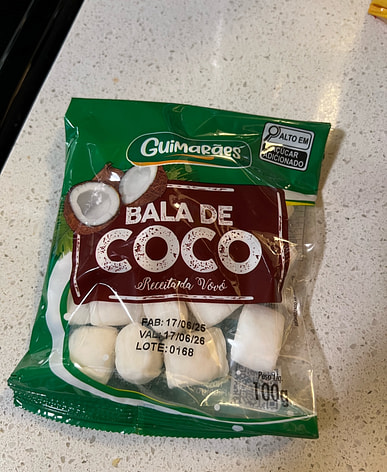 Guimarães
ALTO EM
AÇÚCAR
ADICIONADO
BALA DE
COCO
Receita da Vovó
FAB: 17/06/25
VAL: 17/06/26
LOTE: 0168
100g